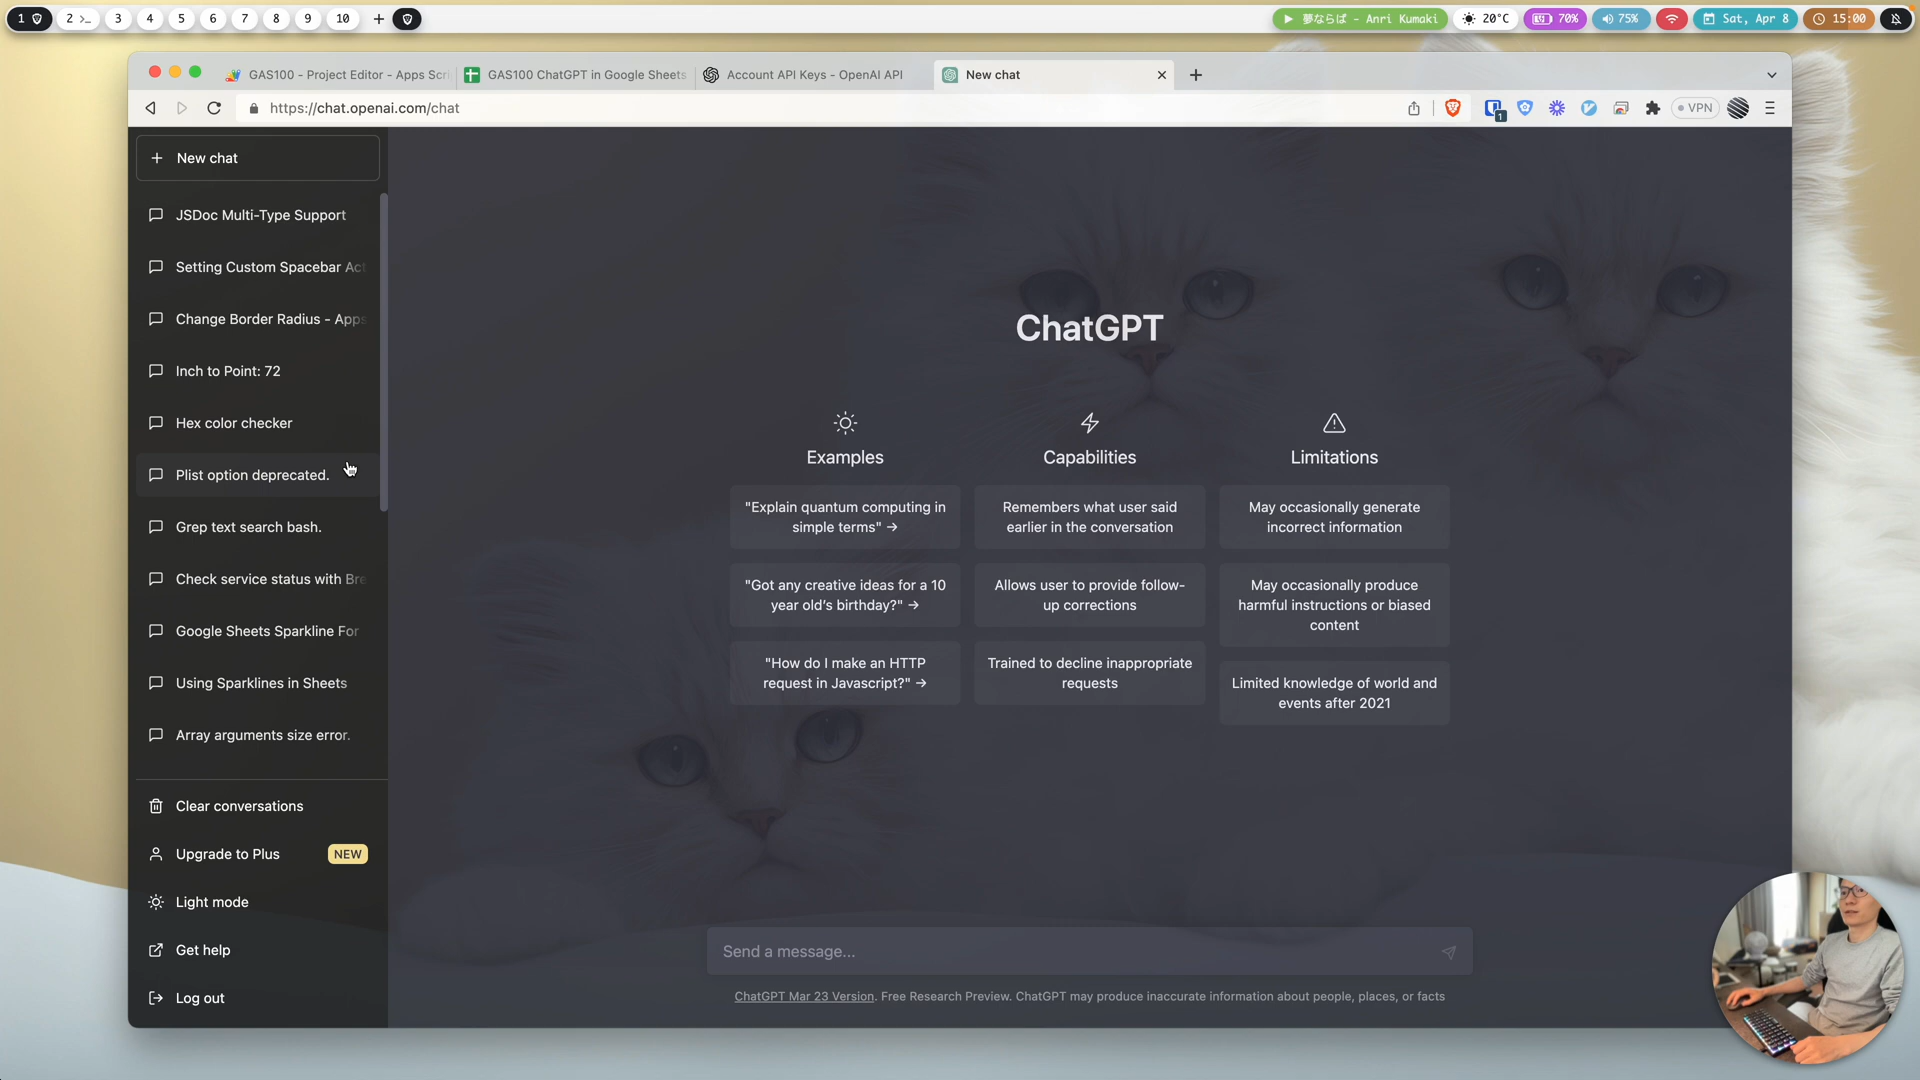 1
2 >_
3
4
5
6
7
8
9
10
+
夢ならば - Anri Kumaki
20°C
70%
75%
Sat, Apr 8
15:00
GAS100 - Project Editor - Apps Scri
GAS100 ChatGPT in Google Sheets
Account API Keys - OpenAI API
New chat
https://chat.openai.com/chat
1
VPN
New chat
JSDoc Multi-Type Support
Setting Custom Spacebar Act
Change Border Radius - Apps
Inch to Point: 72
Hex color checker
Plist option deprecated.
Grep text search bash.
Check service status with Bre
Google Sheets Sparkline For
Using Sparklines in Sheets
Array arguments size error.
Clear conversations
Upgrade to Plus
NEW
Light mode
Get help
Log out
ChatGPT
Examples
"Explain quantum computing in
simple terms" →
"Got any creative ideas for a 10
year old's birthday?" →
"How do I make an HTTP
request in Javascript?" →
Capabilities
Remembers what user said
earlier in the conversation
Allows user to provide follow-
up corrections
Trained to decline inappropriate
requests
Limitations
May occasionally generate
incorrect information
May occasionally produce
harmful instructions or biased
content
Limited knowledge of world and
events after 2021
Send a message...
ChatGPT Mar 23 Version. Free Research Preview. ChatGPT may produce inaccurate information about people, places, or facts